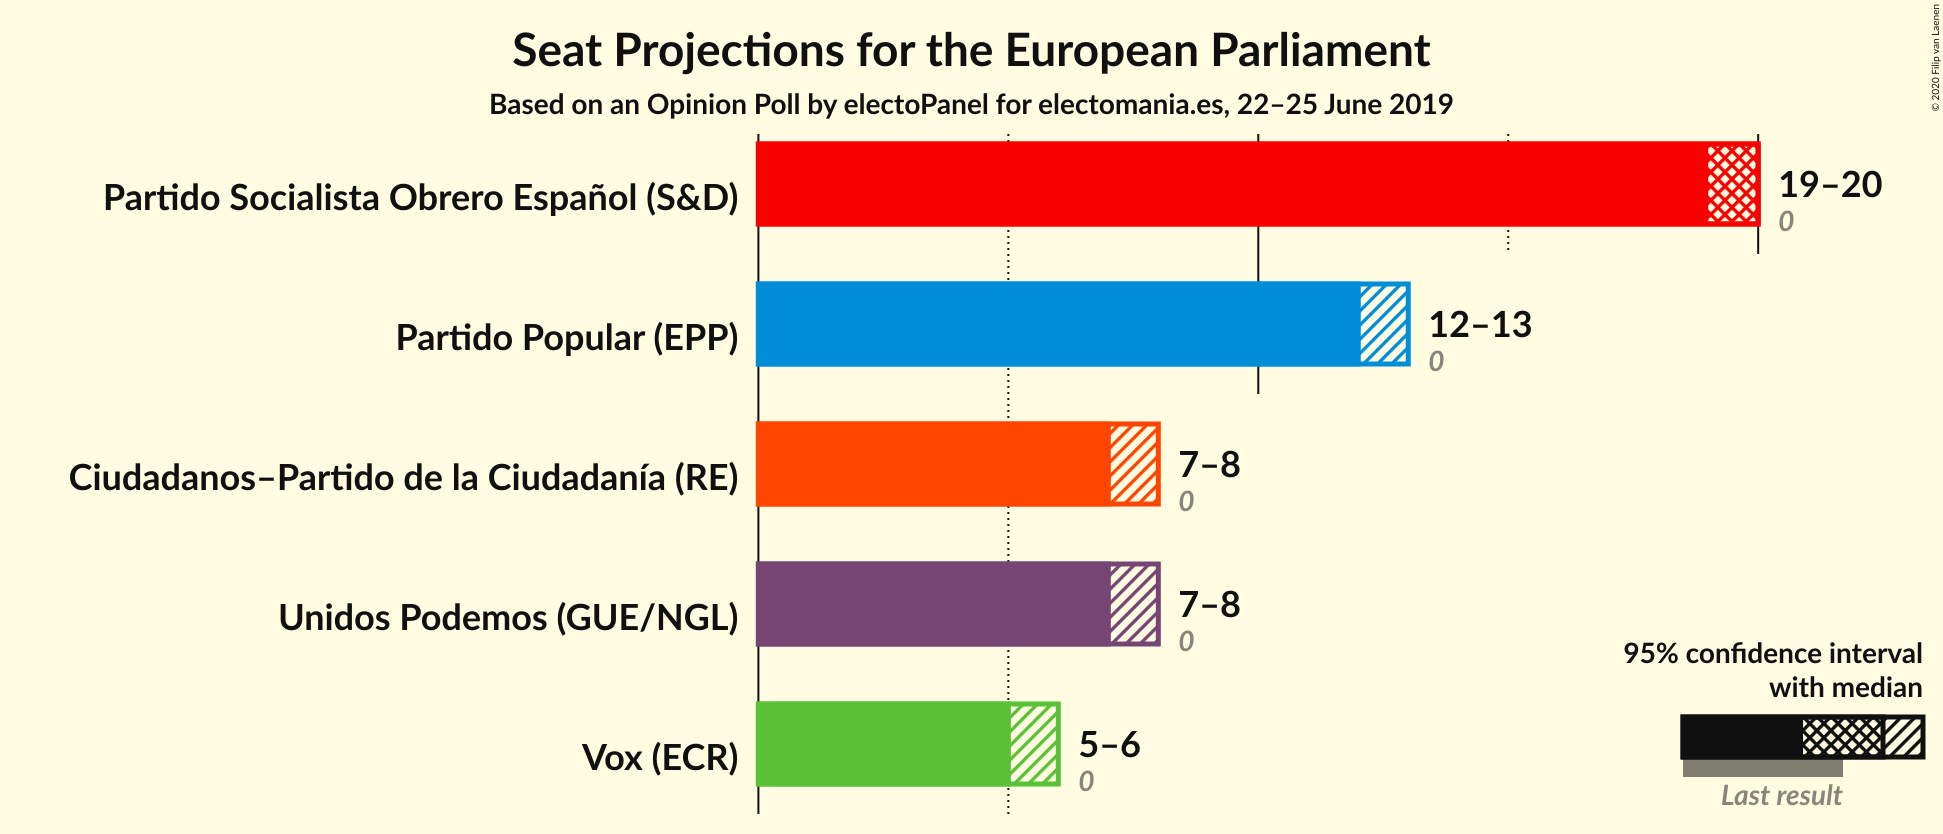 Seat Projections for the European Parliament
Based on an Opinion Poll by electoPanel for electomania.es, 22–25 June 2019
© 2020 Filip van Laenen
Partido Socialista Obrero Español (S&D)
19–20
0
Partido Popular (EPP)
12–13
0
Ciudadanos–Partido de la Ciudadanía (RE)
7–8
0
Unidos Podemos (GUE/NGL)
7–8
0
Vox (ECR)
5–6
0
95% confidence interval
with median
Last result